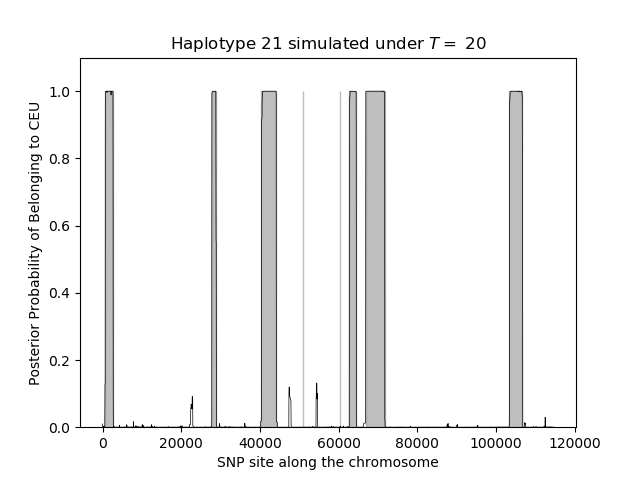 Haplotype 21 simulated under T = 20
Posterior Probability of Belonging to CEU
1.0
0.8
0.6
0.4
0.2
0.0
0 20000 40000 60000 80000 100000 120000
SNP site along the chromosome